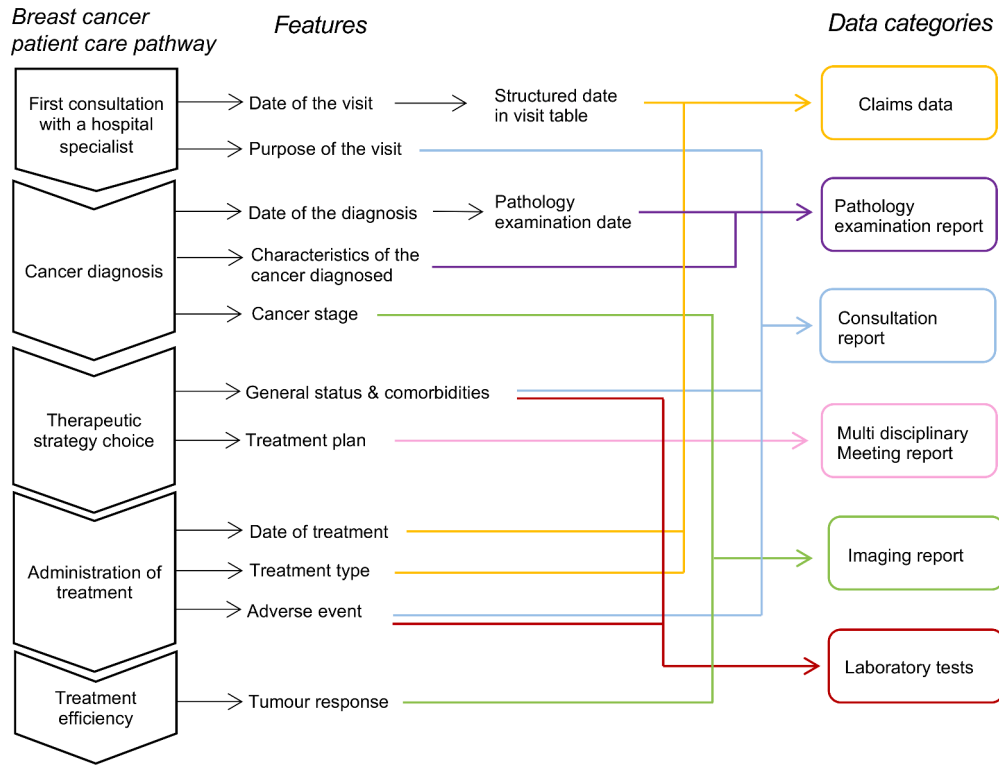 Breast cancer
patient care pathway
Features
Data categories
First consultation
with a hospital
specialist
Date of the visit
Structured date
in visit table
Claims data
Purpose of the visit
Cancer diagnosis
Date of the diagnosis
Pathology
examination date
Pathology
examination report
Characteristics of the
cancer diagnosed
Cancer stage
Consultation
report
Therapeutic
strategy choice
General status & comorbidities
Treatment plan
Multi disciplinary
Meeting report
Administration of
treatment
Date of treatment
Treatment type
Adverse event
Imaging report
Laboratory tests
Treatment
efficiency
Tumour response